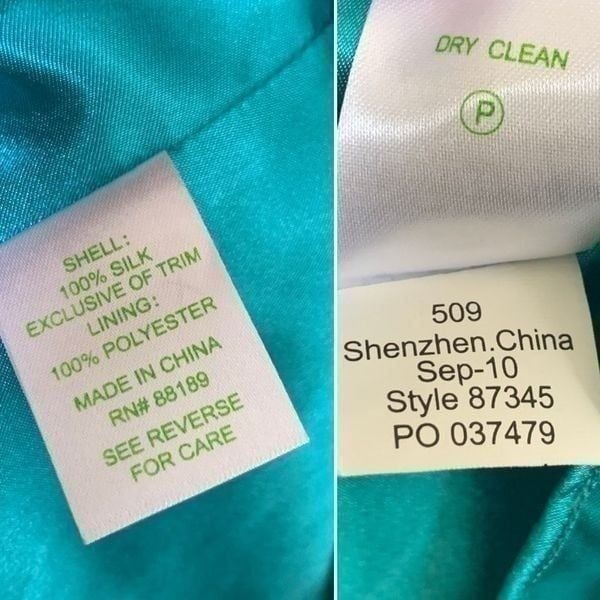 SHELL:
100% SILK
EXCLUSIVE OF TRIM
LINING:
100% POLYESTER
MADE IN CHINA
RN# 88189
SEE REVERSE
FOR CARE
DRY CLEAN
P
509
Shenzhen.China
Sep-10
Style 87345
PO 037479